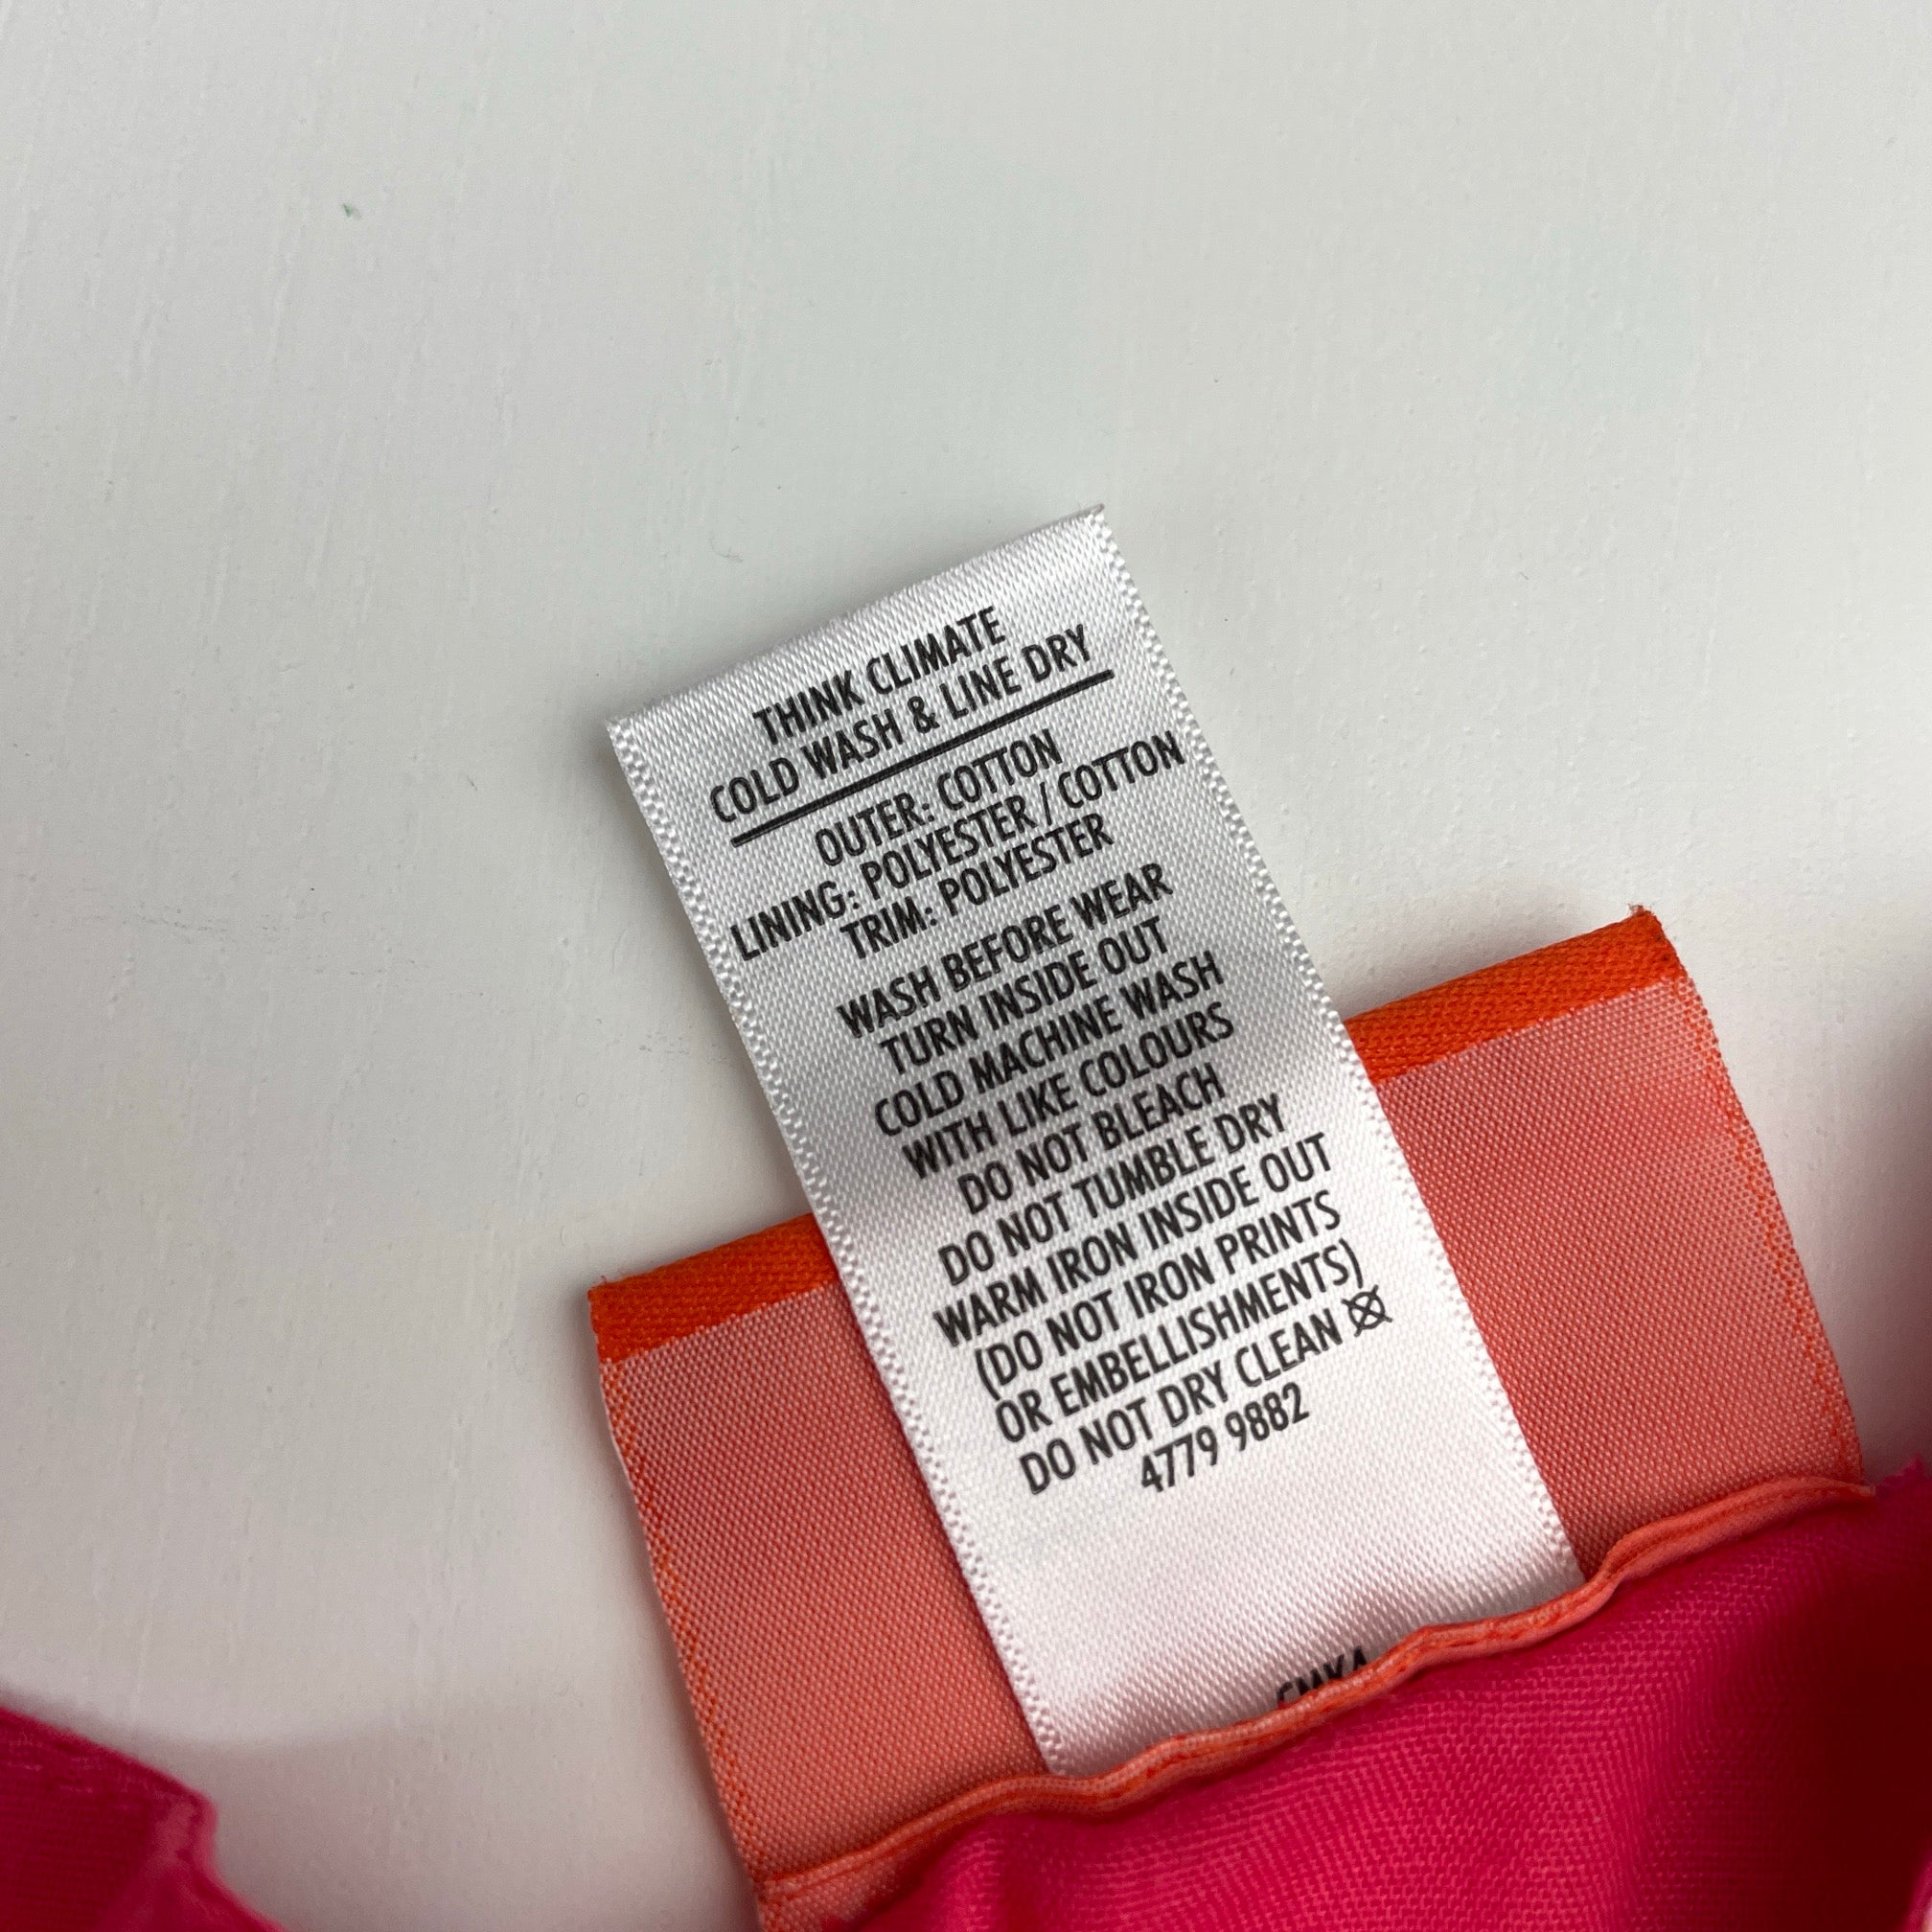 THINK CLIMATE
COLD WASH & LINE DRY
OUTER: COTTON
LINING: POLYESTER / COTTON
TRIM: POLYESTER
WASH BEFORE WEAR
TURN INSIDE OUT
COLD MACHINE WASH
WITH LIKE COLOURS
DO NOT BLEACH
DO NOT TUMBLE DRY
WARM IRON INSIDE OUT
(DO NOT IRON PRINTS
OR EMBELLISHMENTS)
DO NOT DRY CLEAN
4779 9882